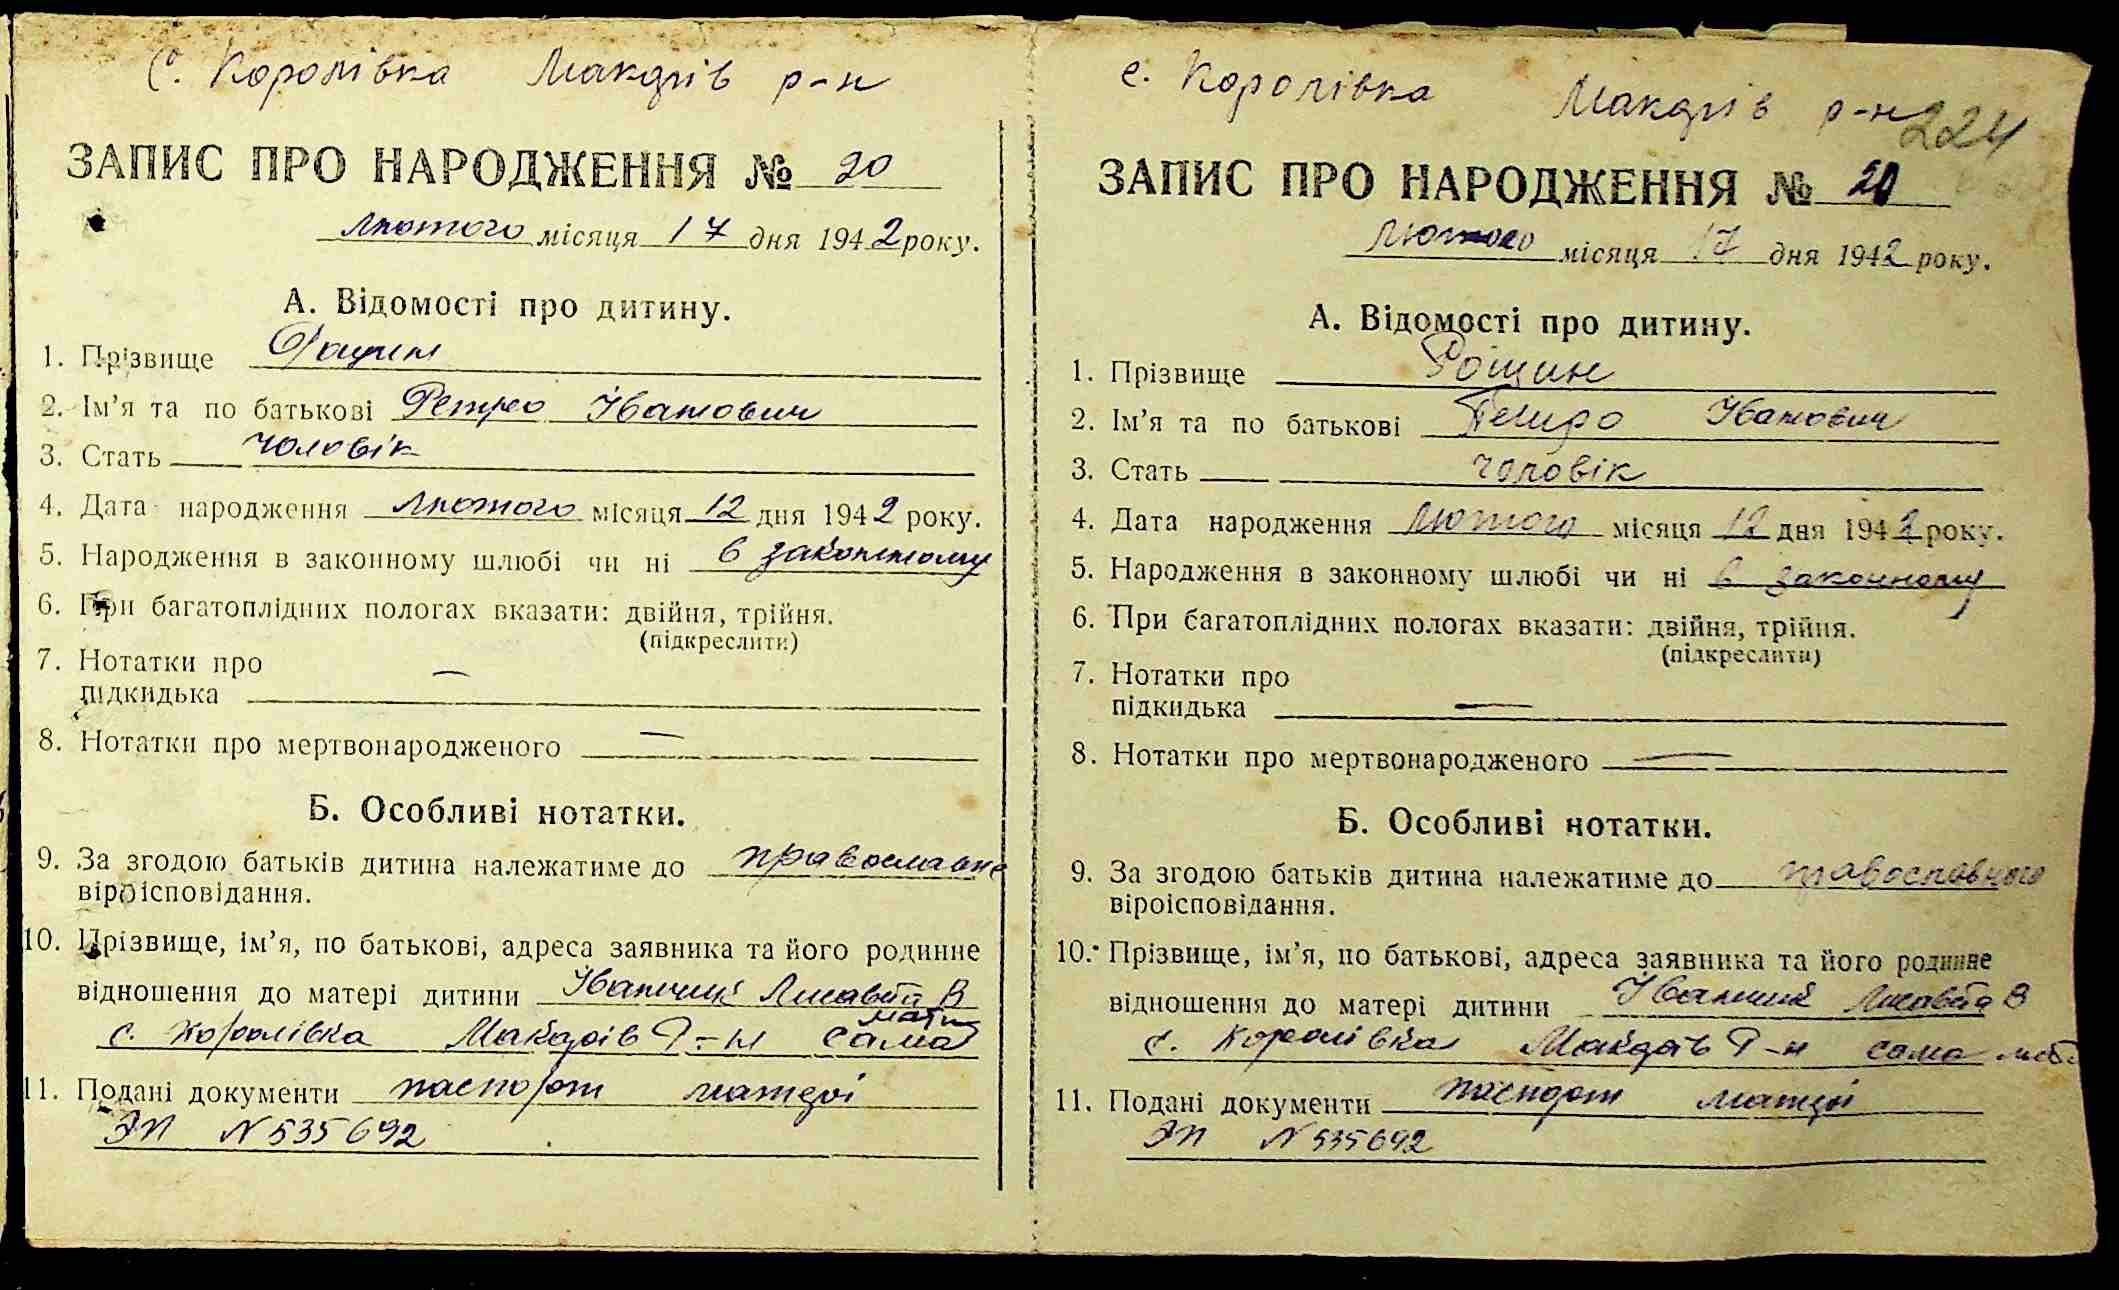 с. Королівка Макарів р-н
ЗАПИС ПРО НАРОДЖЕННЯ № 20
лютого місяця 17 дня 1942 року.
А. Відомості про дитину.
1. Прізвище
2. Ім'я та по батькові Петро Іванович
3. Стать чоловік
4. Дата народження лютого місяця 12 дня 1942 року.
5. Народження в законному шлюбі чи ні в законному
6. При багатоплідних пологах вказати: двійня, трійня.
(підкреслити)
7. Нотатки про —
підкидька
8. Нотатки про мертвонародженого —
Б. Особливі нотатки.
9. За згодою батьків дитина належатиме до православне
віроісповідання.
10. Прізвище, ім'я, по батькові, адреса заявника та його родинне
відношення до матері дитини Лисавета В
с. Королівка Макарів р-н сама мати
11. Подані документи паспорт матері
ЭП N 535692
с. Королівка Макарів р-н 224
ЗАПИС ПРО НАРОДЖЕННЯ № 20
лютого місяця 17 дня 1942 року.
А. Відомості про дитину.
1. Прізвище Рощин
2. Ім'я та по батькові Петро Іванович
3. Стать чоловік
4. Дата народження лютого місяця 12 дня 1942 року.
5. Народження в законному шлюбі чи ні в законному
6. При багатоплідних пологах вказати: двійня, трійня.
(підкреслити)
7. Нотатки про
підкидька —
8. Нотатки про мертвонародженого —
Б. Особливі нотатки.
9. За згодою батьків дитина належатиме до православного
віроісповідання.
10. Прізвище, ім'я, по батькові, адреса заявника та його родинне
відношення до матері дитини Лисавета В
с. Королівка Макарів р-н сама
11. Подані документи паспорт матері
ЭП N 535692